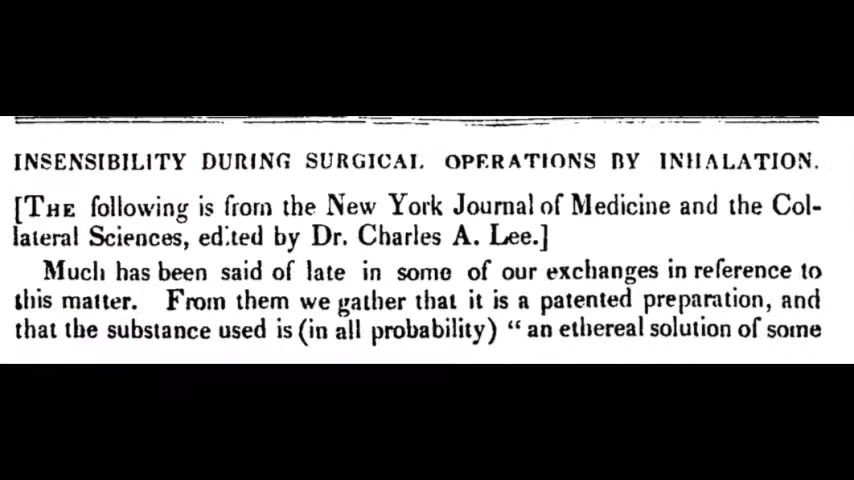 INSENSIBILITY DURING SURGICAL OPERATIONS BY INHALATION.
[THE following is from the New York Journal of Medicine and the Col-
lateral Sciences, edited by Dr. Charles A. Lee.]
Much has been said of late in some of our exchanges in reference to
this matter. From them we gather that it is a patented preparation, and
that the substance used is (in all probability) “an ethereal solution of some